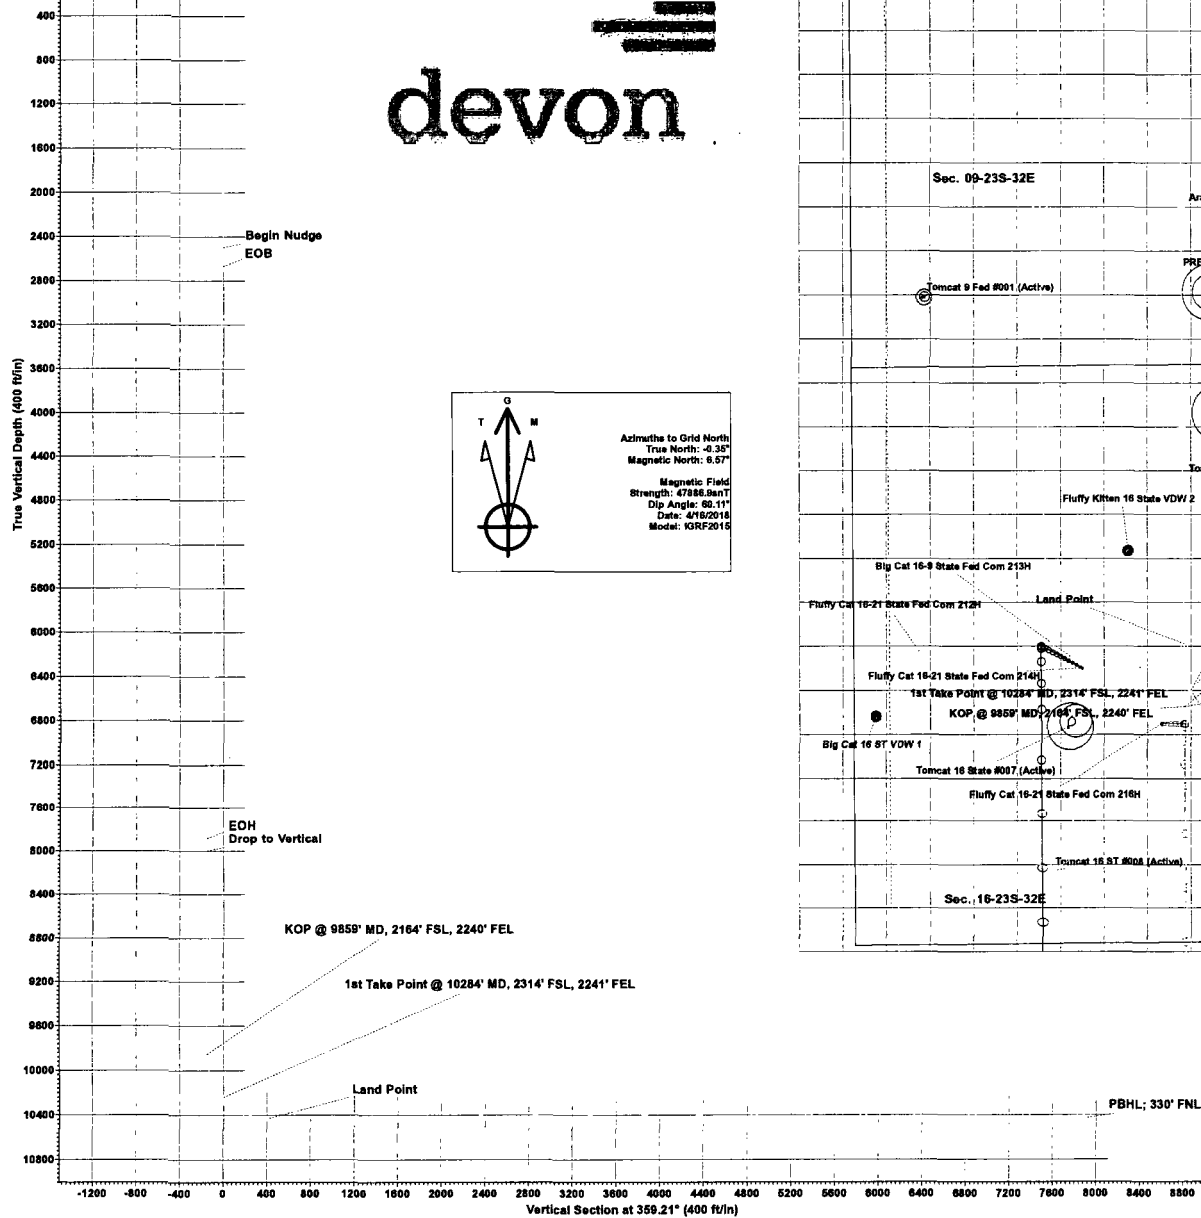 devon
400
800
1200
1600
2000
2400
2800
3200
3600
4000
4400
4800
5200
5600
6000
6400
6800
7200
7600
8000
8400
8800
9200
9600
10000
10400
10800
True Vertical Depth (400 ft/in)
Begin Nudge
EOB
EOH
Drop to Vertical
KOP @ 9859' MD, 2164' FSL, 2240' FEL
1st Take Point @ 10284' MD, 2314' FSL, 2241' FEL
Land Point
PBHL; 330' FNL
-1200 -800 -400 0 400 800 1200 1600 2000 2400 2800 3200 3600 4000 4400 4800 5200 5600 6000 6400 6800 7200 7600 8000 8400 8800
Vertical Section at 359.21° (400 ft/in)
G
T M
Azimuths to Grid North
True North: -0.35°
Magnetic North: 6.57°
Magnetic Field
Strength: 47886.9snT
Dip Angle: 60.11°
Date: 4/16/2018
Model: IGRF2015
Sec. 09-23S-32E
Tomcat 9 Fed #001 (Active)
Fluffy Kitten 16 State VDW 2
Big Cat 16-9 State Fed Com 213H
Land Point
Fluffy Cat 16-21 State Fed Com 212H
Fluffy Cat 16-21 State Fed Com 214H
1st Take Point @ 10284' MD, 2314' FSL, 2241' FEL
KOP @ 9859' MD, 2164' FSL, 2240' FEL
Big Cat 16 ST VDW 1
Tomcat 16 State #007 (Active)
Fluffy Cat 16-21 State Fed Com 216H
Tomcat 16 ST #008 (Active)
Sec. 16-23S-32E